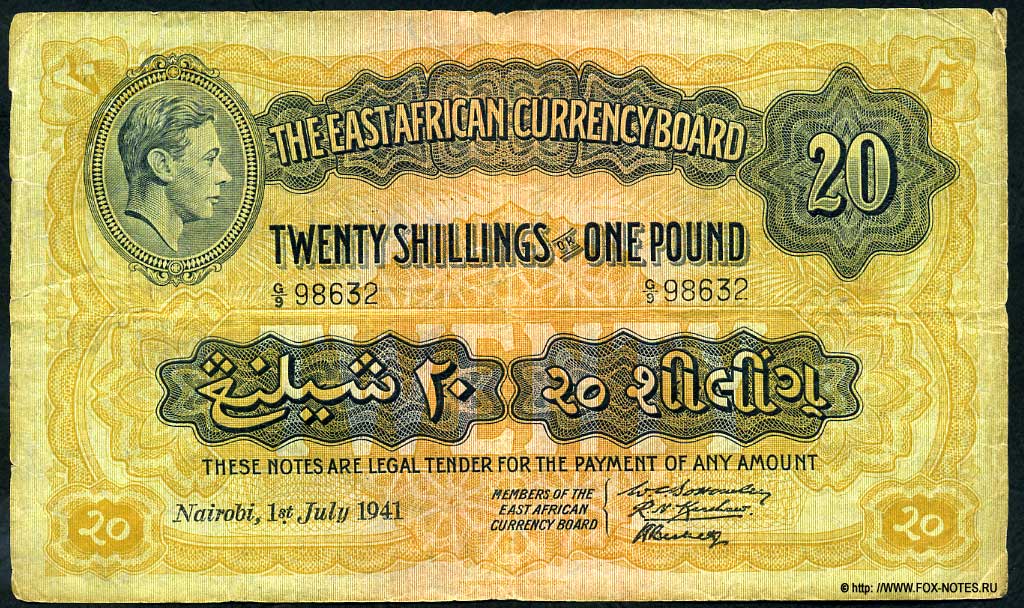 THE EAST AFRICAN CURRENCY BOARD
20
TWENTY SHILLINGS OR ONE POUND
G/9 98632 G/9 98632
٢٠ شيلنغ ૨૦ શીલીંગ
THESE NOTES ARE LEGAL TENDER FOR THE PAYMENT OF ANY AMOUNT
Nairobi, 1st July 1941
MEMBERS OF THE
EAST AFRICAN
CURRENCY BOARD
૨૦ ૨૦
© http://WWW.FOX-NOTES.RU